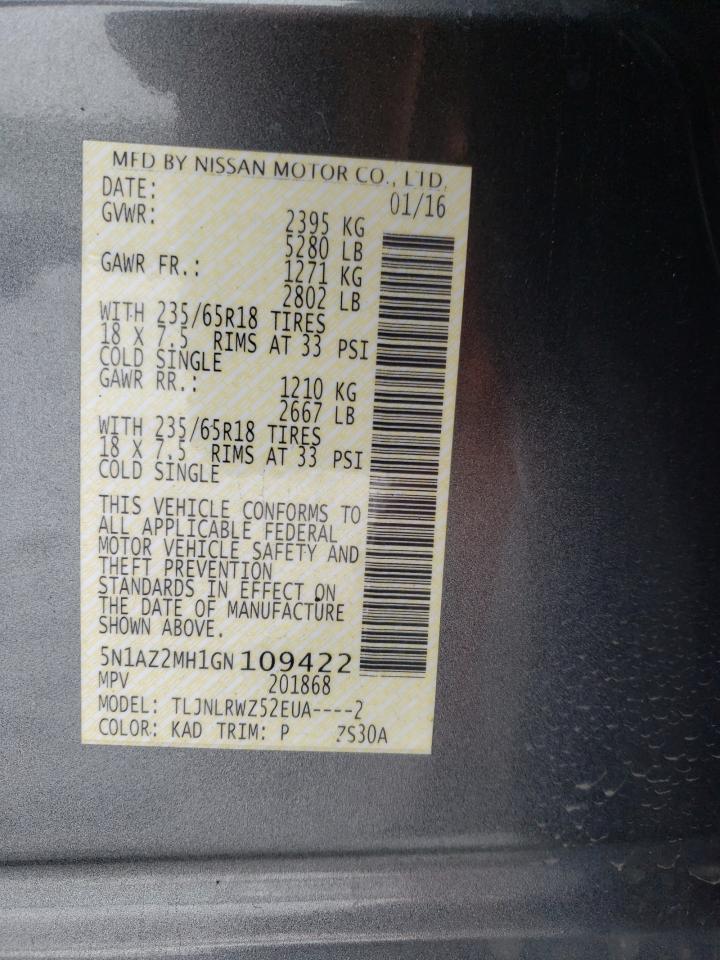 MFD BY NISSAN MOTOR CO., LTD.
DATE: 01/16
GVWR: 2395 KG
5280 LB
GAWR FR.: 1271 KG
2802 LB
WITH 235/65R18 TIRES
18 X 7.5 RIMS AT 33 PSI
COLD SINGLE
GAWR RR.: 1210 KG
2667 LB
WITH 235/65R18 TIRES
18 X 7.5 RIMS AT 33 PSI
COLD SINGLE
THIS VEHICLE CONFORMS TO
ALL APPLICABLE FEDERAL
MOTOR VEHICLE SAFETY AND
THEFT PREVENTION
STANDARDS IN EFFECT ON
THE DATE OF MANUFACTURE
SHOWN ABOVE.
5N1AZ2MH1GN109422
MPV 201868
MODEL: TLJNLRWZ52EUA----2
COLOR: KAD TRIM: P